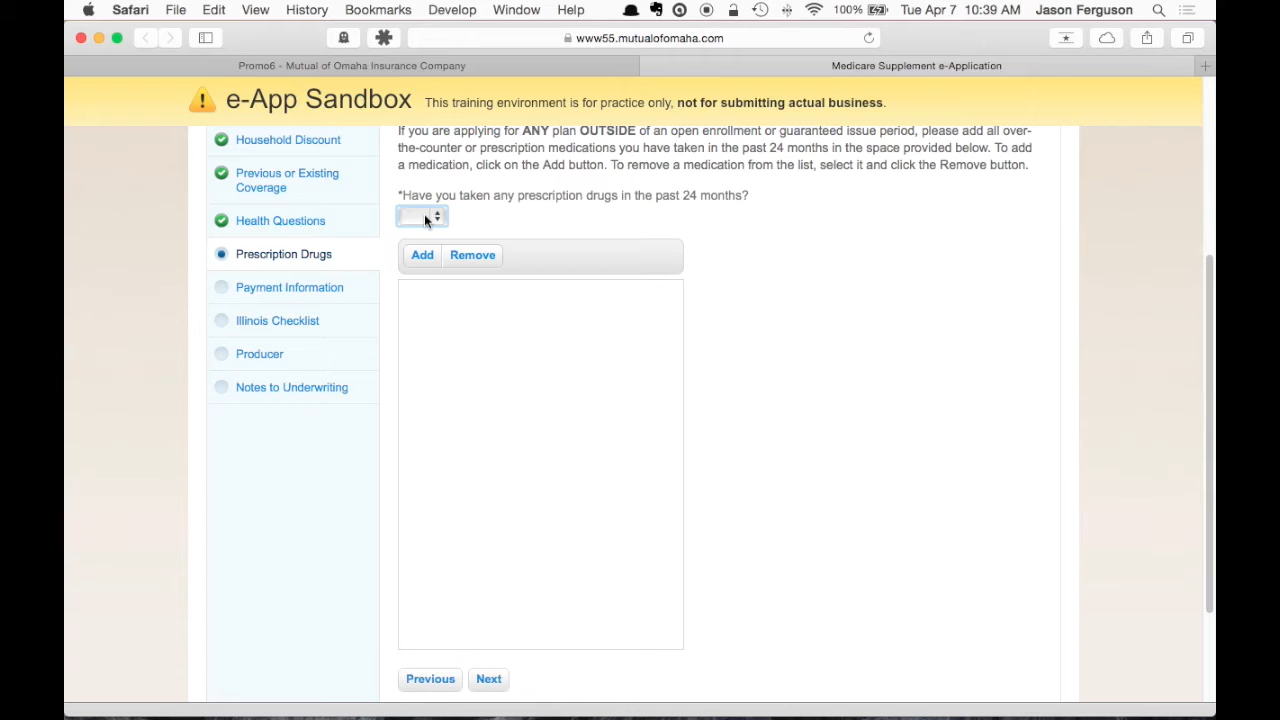 Safari File Edit View History Bookmarks Develop Window Help 100% Tue Apr 7 10:39 AM Jason Ferguson
www55.mutualofomaha.com
Promo6 - Mutual of Omaha Insurance Company
Medicare Supplement e-Application
! e-App Sandbox This training environment is for practice only, not for submitting actual business.
Household Discount
Previous or Existing
Coverage
Health Questions
Prescription Drugs
Payment Information
Illinois Checklist
Producer
Notes to Underwriting
If you are applying for ANY plan OUTSIDE of an open enrollment or guaranteed issue period, please add all over-
the-counter or prescription medications you have taken in the past 24 months in the space provided below. To add
a medication, click on the Add button. To remove a medication from the list, select it and click the Remove button.
*Have you taken any prescription drugs in the past 24 months?
Add Remove
Previous Next